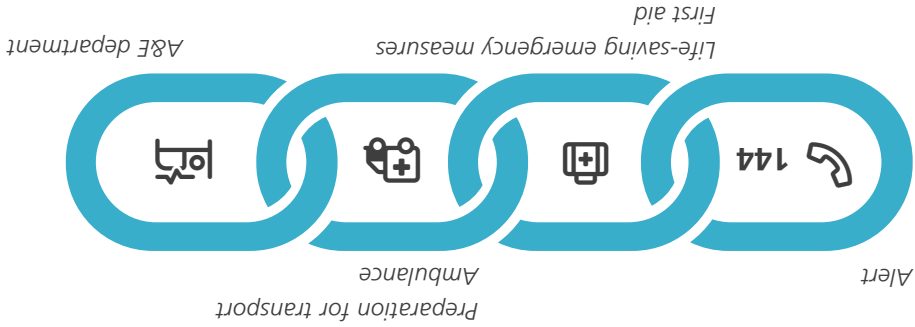 Alert
144
Life-saving emergency measures
First aid
Preparation for transport
Ambulance
A&E department